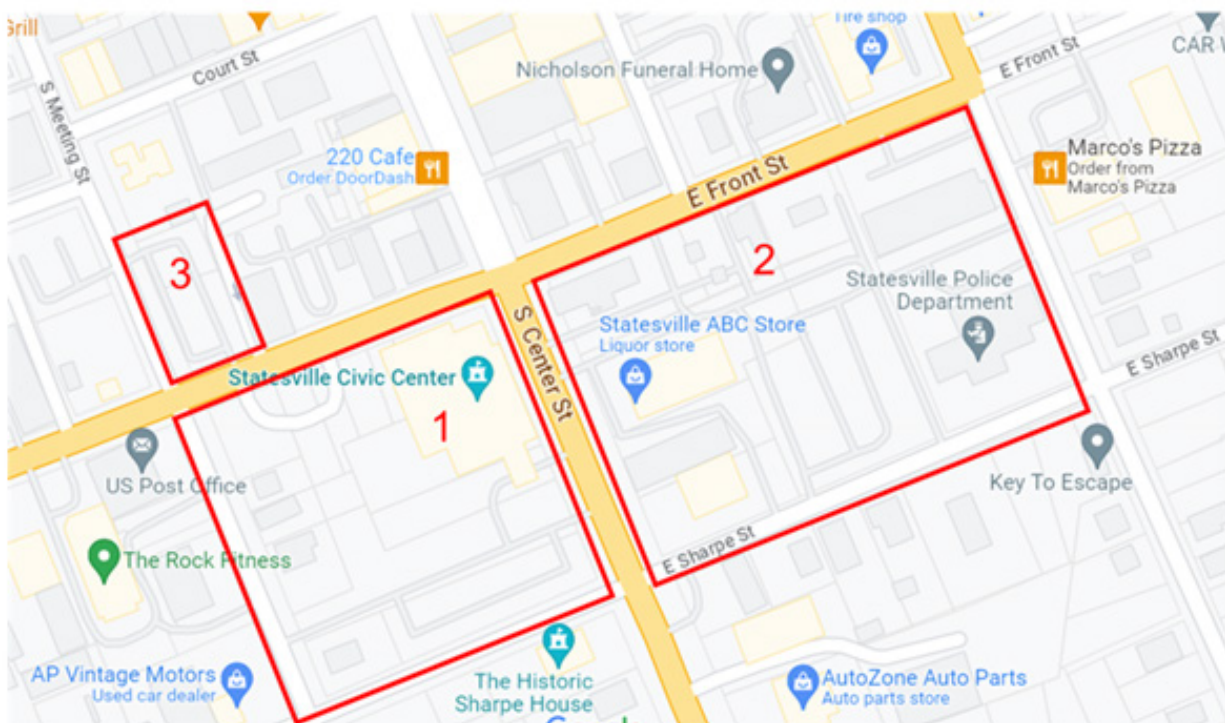 Grill
Court St
S Meeting St
Tire shop
Nicholson Funeral Home
E Front St
CAR
220 Cafe
Order DoorDash
E Front St
Marco's Pizza
Order from
Marco's Pizza
3
2
Statesville Police
Department
S Center St
Statesville ABC Store
Liquor store
E Sharpe St
Statesville Civic Center
1
US Post Office
Key To Escape
E Sharpe St
The Rock Fitness
AP Vintage Motors
Used car dealer
The Historic
Sharpe House
AutoZone Auto Parts
Auto parts store